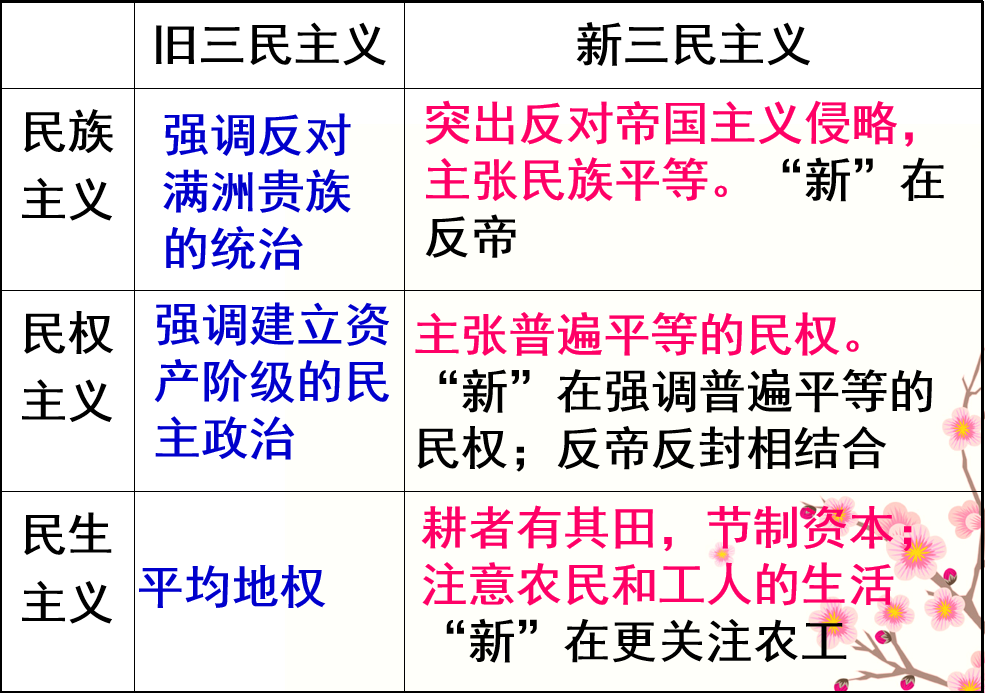 旧三民主义
新三民主义
民族
主义
强调反对
满洲贵族
的统治
突出反对帝国主义侵略，
主张民族平等。“新”在
反帝
民权
主义
强调建立资
产阶级的民
主政治
主张普遍平等的民权。
“新”在强调普遍平等的
民权；反帝反封相结合
民生
主义
平均地权
耕者有其田，节制资本；
注意农民和工人的生活
“新”在更关注农工